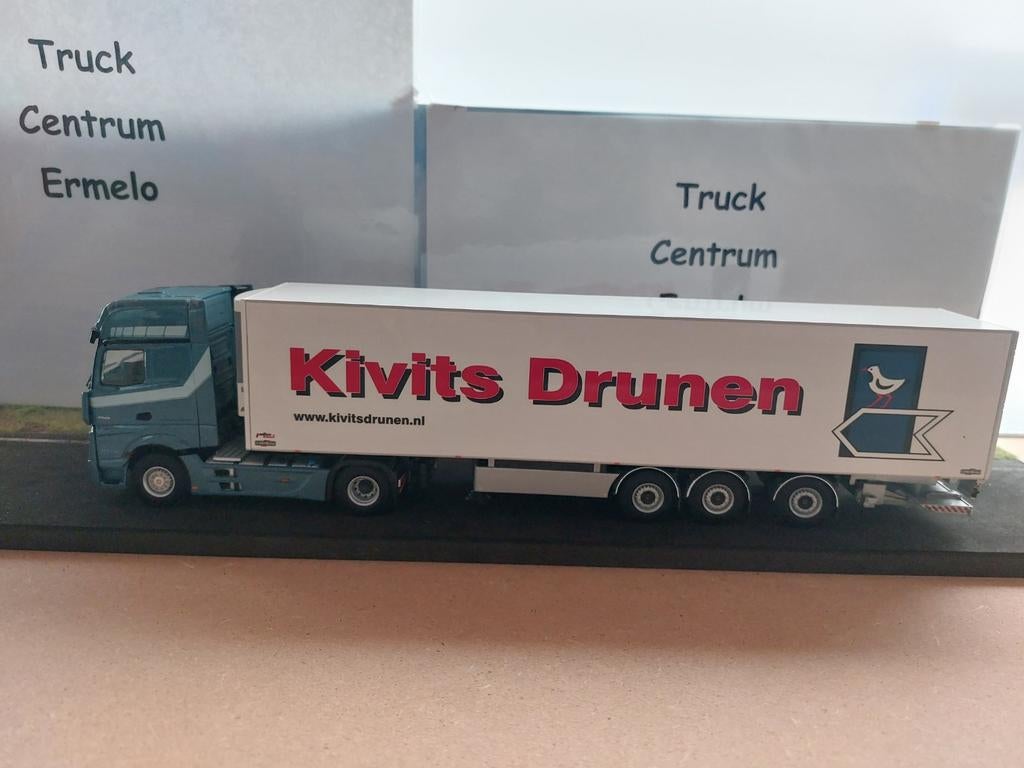 Truck
Centrum
Ermelo
Truck
Centrum
Kivits Drunen
www.kivitsdrunen.nl